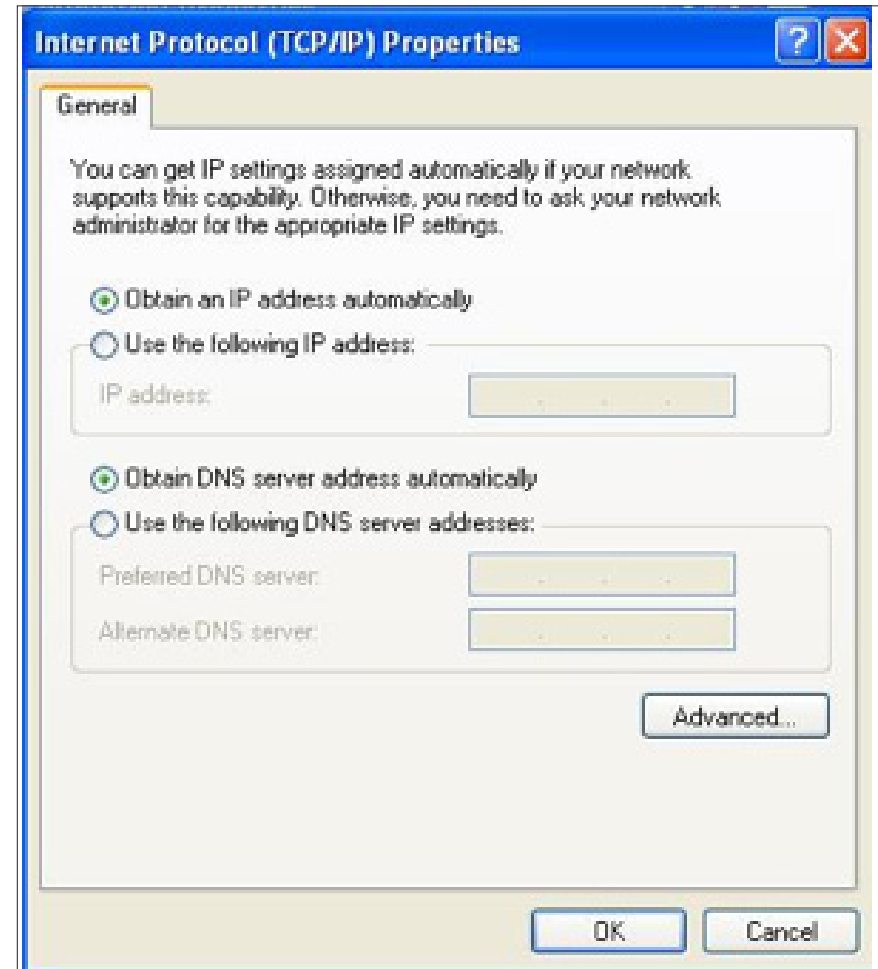 Internet Protocol (TCP/IP) Properties
General
You can get IP settings assigned automatically if your network
supports this capability. Otherwise, you need to ask your network
administrator for the appropriate IP settings.
Obtain an IP address automatically
Use the following IP address:
IP address:
Obtain DNS server address automatically
Use the following DNS server addresses:
Preferred DNS server:
Alternate DNS server:
Advanced...
OK Cancel